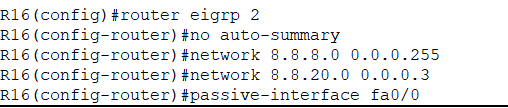 R16(config)#router eigrp 2
R16(config-router)#no auto-summary
R16(config-router)#network 8.8.8.0 0.0.0.255
R16(config-router)#network 8.8.20.0 0.0.0.3
R16(config-router)#passive-interface fa0/0